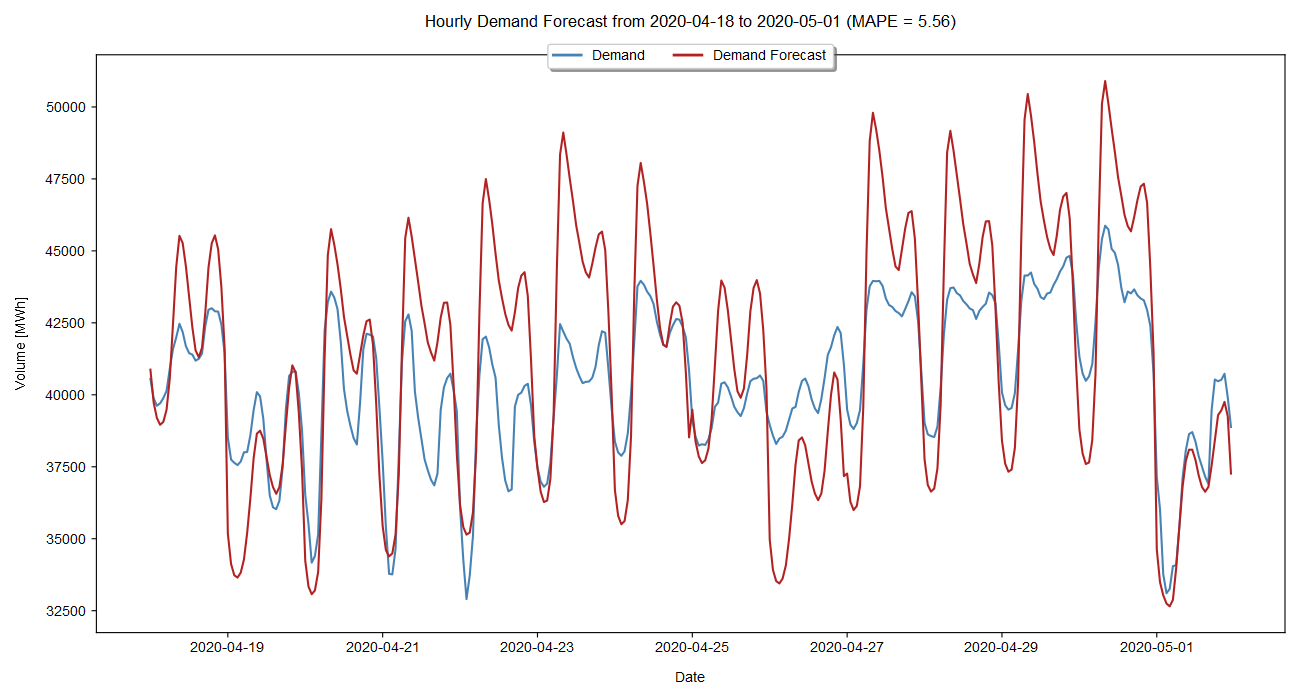 Hourly Demand Forecast from 2020-04-18 to 2020-05-01 (MAPE = 5.56)
Demand Demand Forecast
50000
47500
45000
42500
40000
37500
35000
32500
Volume [MWh]
2020-04-19 2020-04-21 2020-04-23 2020-04-25 2020-04-27 2020-04-29 2020-05-01
Date